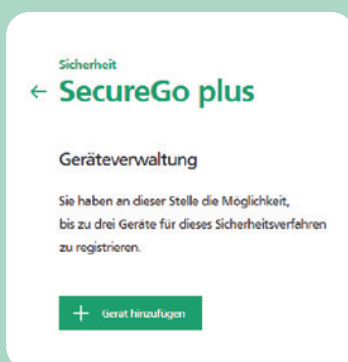 Sicherheit
← SecureGo plus
Geräteverwaltung
Sie haben an dieser Stelle die Möglichkeit,
bis zu drei Geräte für dieses Sicherheitsverfahren
zu registrieren.
+ Gerät hinzufügen